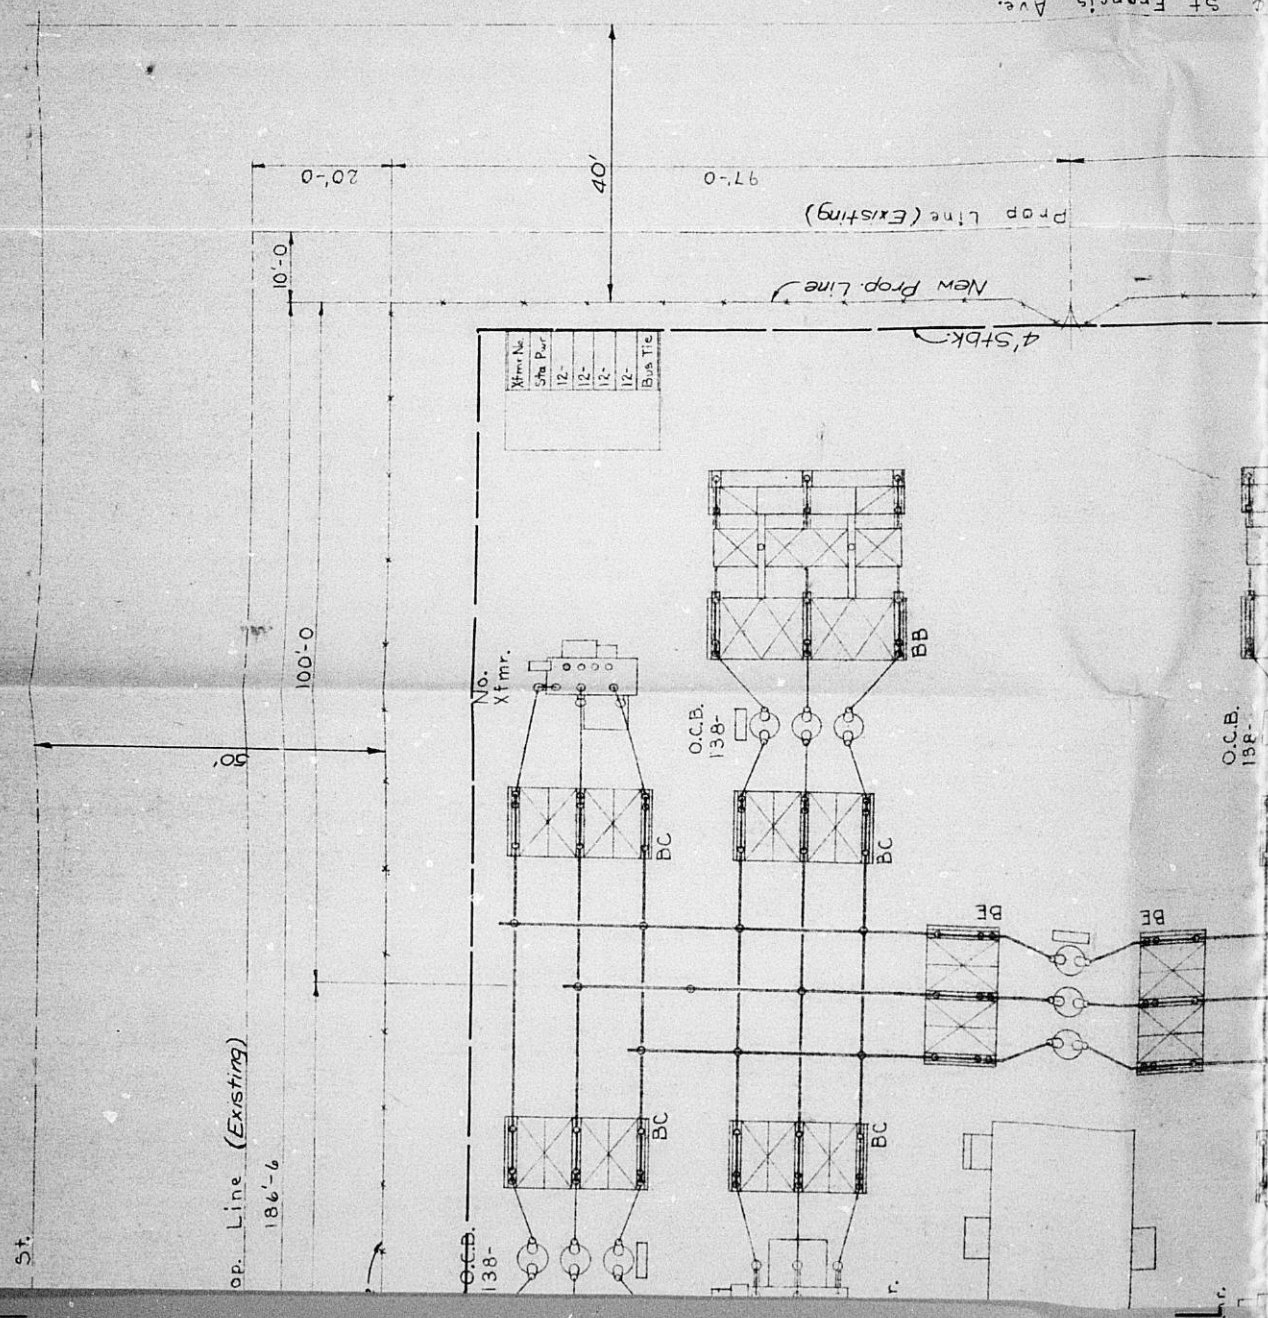 St Francis Ave.
20'-0
40'
97'-0
Prop Line (Existing)
10'-0
New Prop. Line
4' Stbk.
Xfmr No.
Sta Pwr
12-
12-
12-
12-
Bus Tie
100'-0
No.
Xfmr.
BB
O.C.B.
138-
O.C.B.
138-
50'
BC
BC
BE
BE
op. Line (Existing)
186'-6
BC
BC
St.
O.C.B.
138-
r.
r.